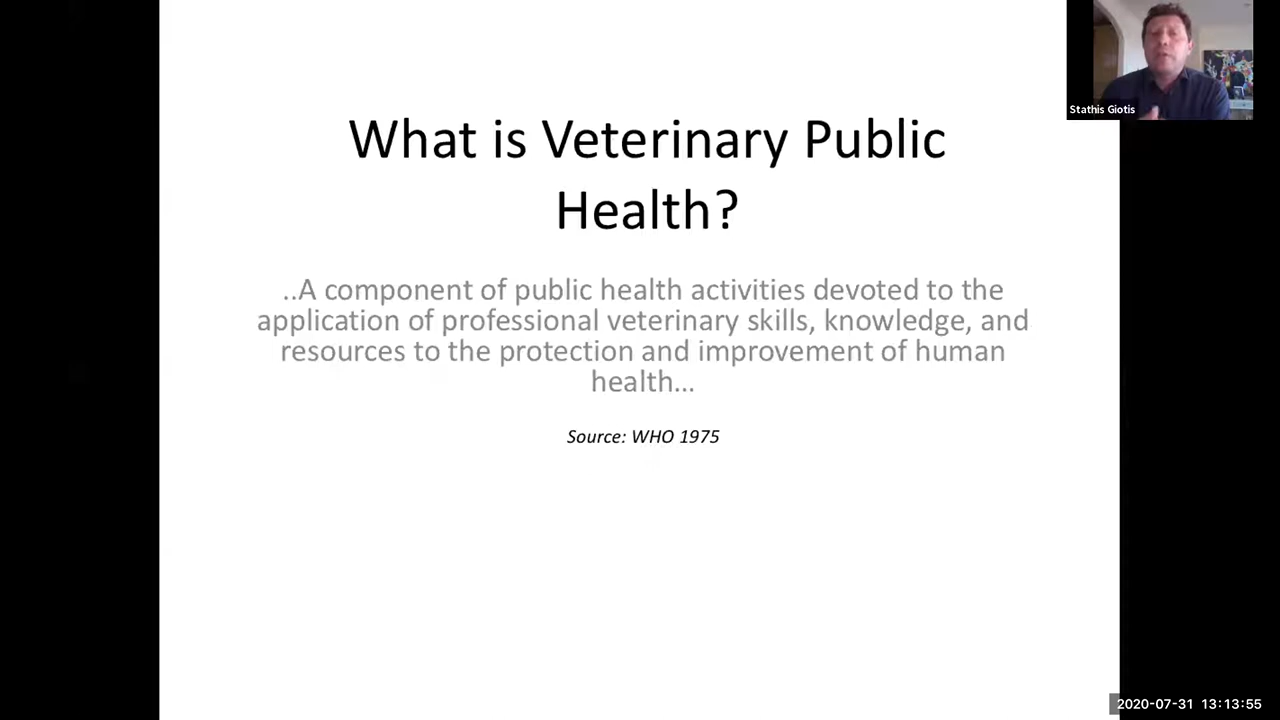 What is Veterinary Public
Health?
..A component of public health activities devoted to the
application of professional veterinary skills, knowledge, and
resources to the protection and improvement of human
health...
Source: WHO 1975
Stathis Giotis
2020-07-31 13:13:55